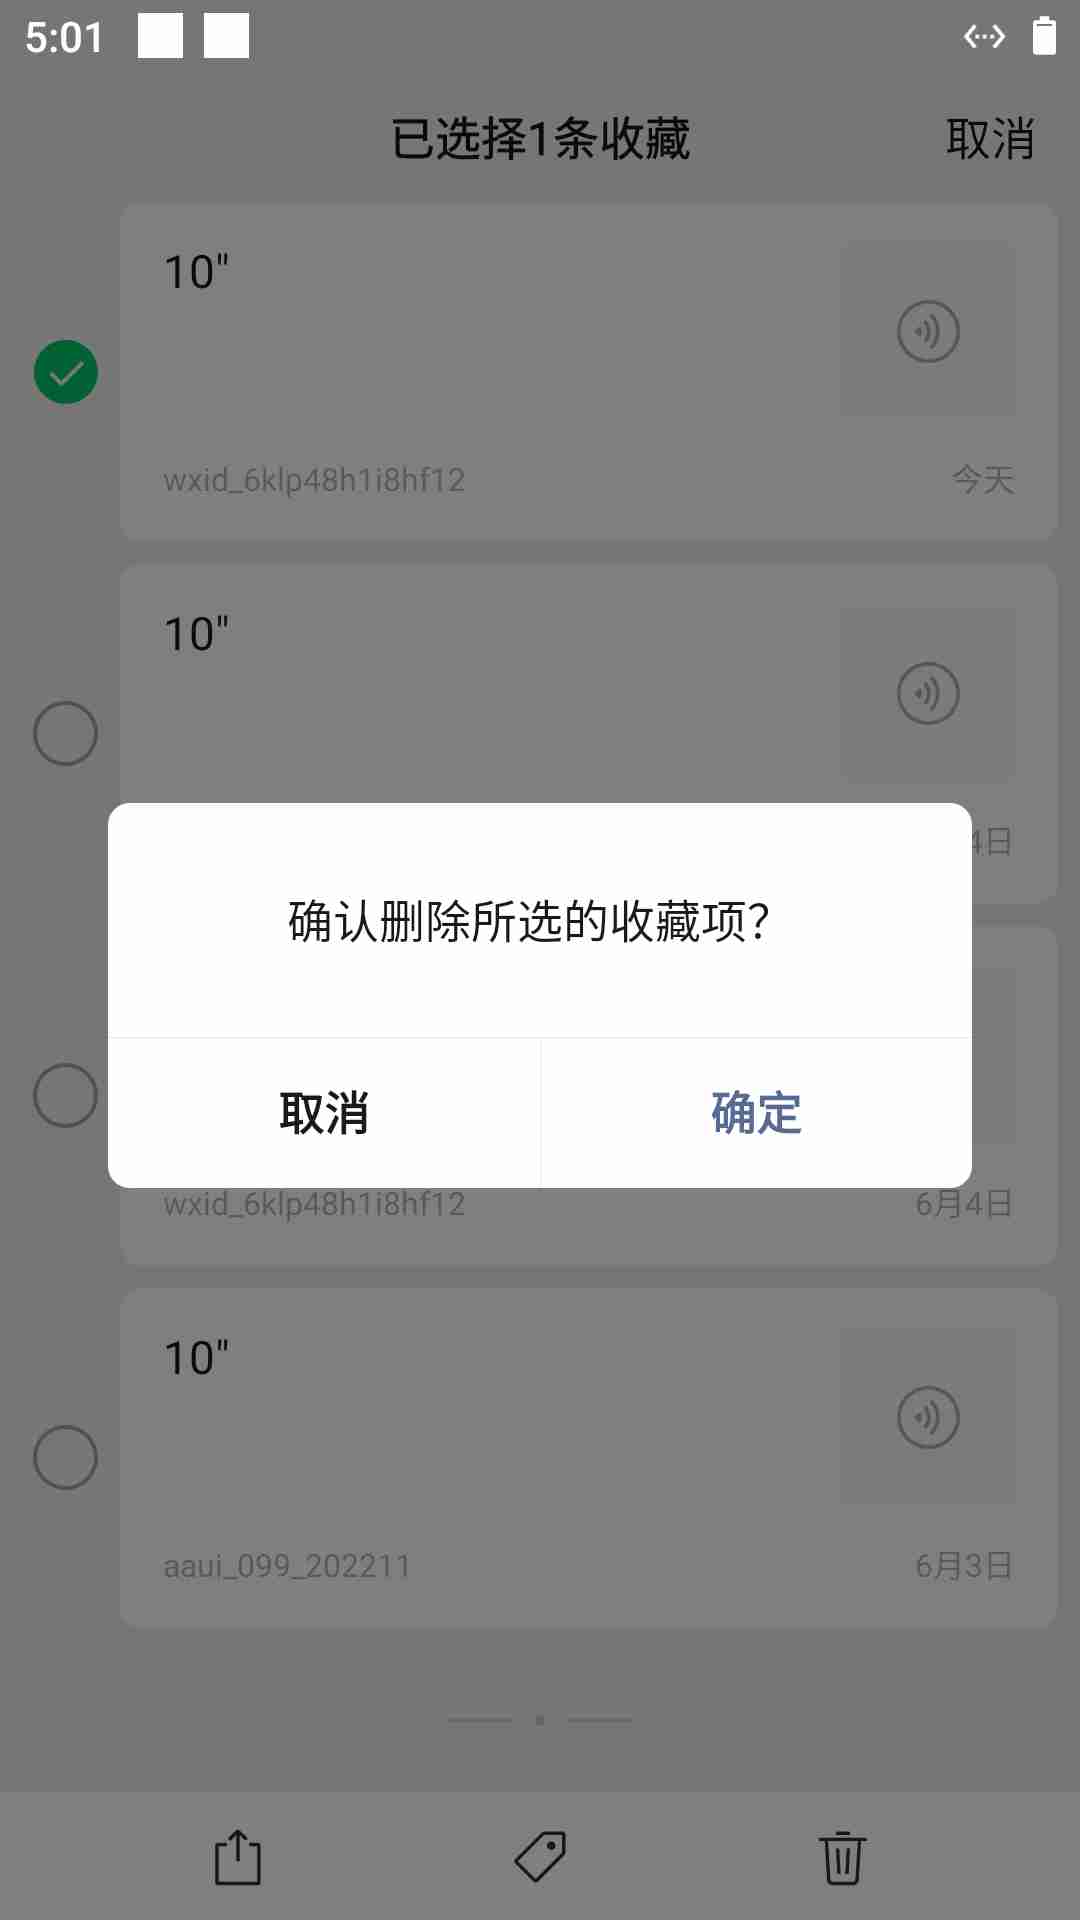 5:01
已选择1条收藏 取消
10"
wxid_6klp48h1i8hf12 今天
10"
4日
确认删除所选的收藏项？
取消 确定
wxid_6klp48h1i8hf12 6月4日
10"
aaui_099_202211 6月3日